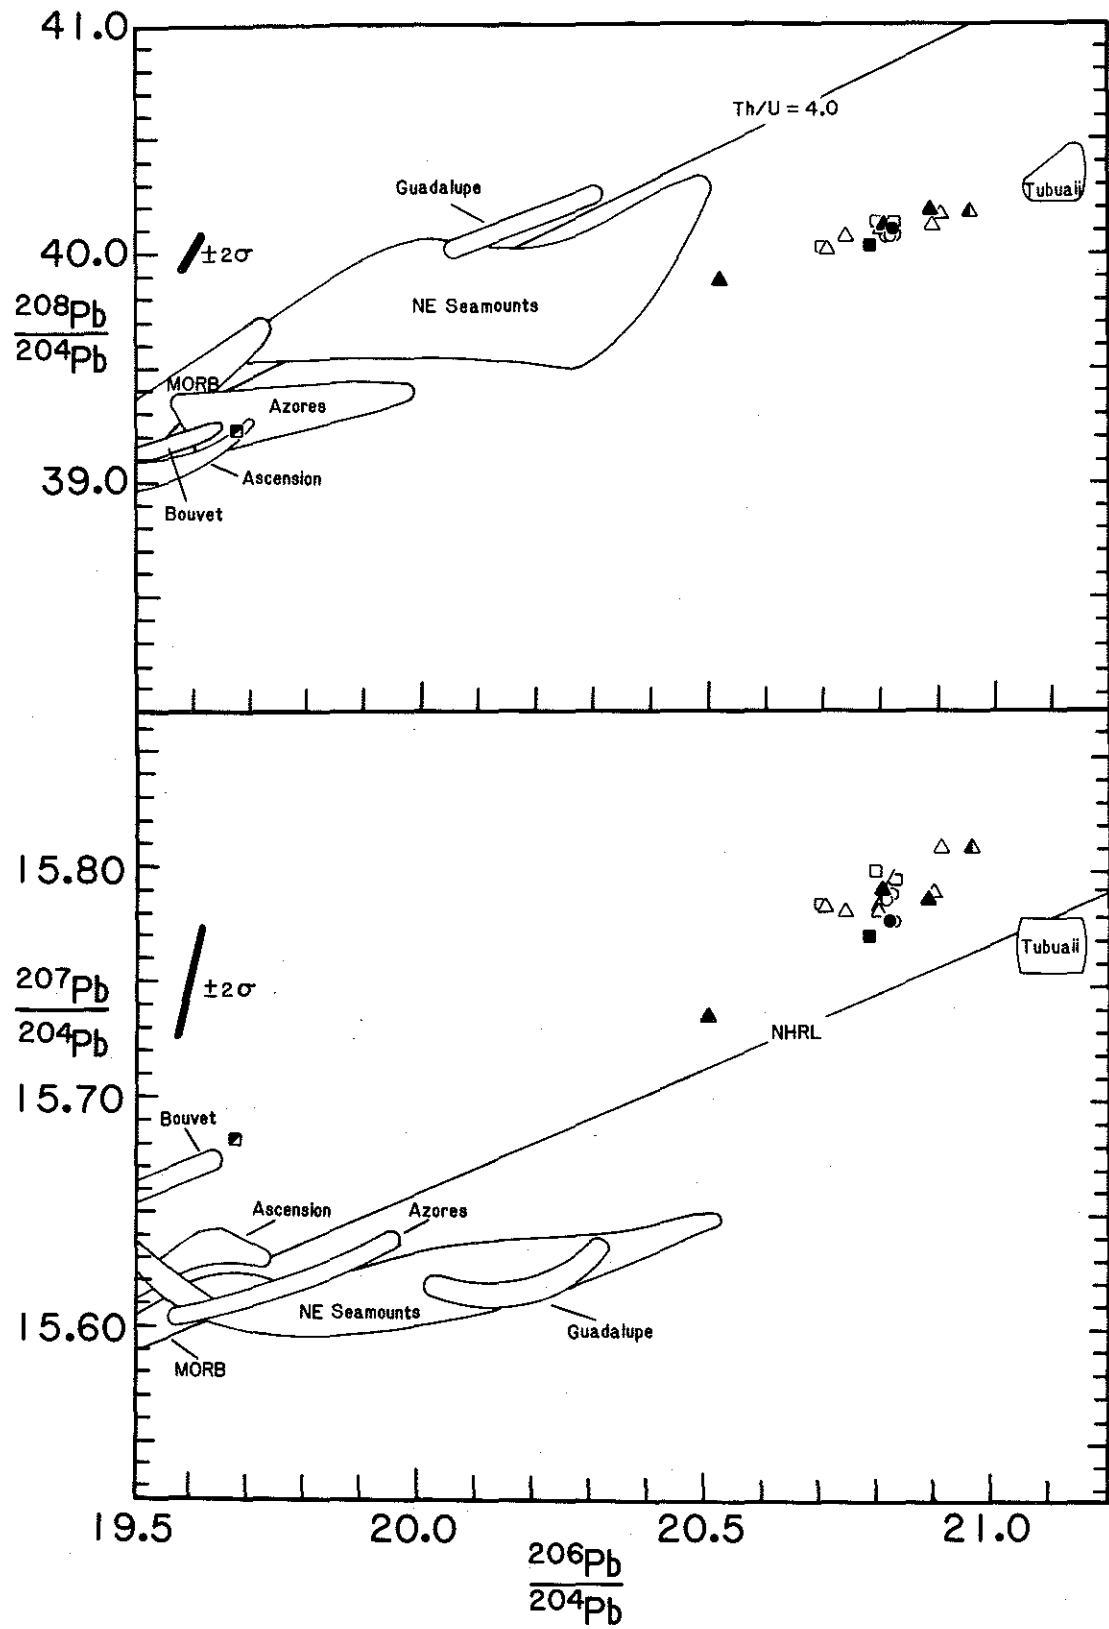 41.0
Th/U = 4.0
Guadalupe
Tubuaii
40.0
±2σ
208Pb
204Pb
NE Seamounts
MORB
Azores
39.0
Ascension
Bouvet
15.80
207Pb
204Pb
±2σ
Tubuaii
NHRL
15.70
Bouvet
Ascension
Azores
15.60
NE Seamounts
Guadalupe
MORB
19.5 20.0 20.5 21.0
206Pb
204Pb